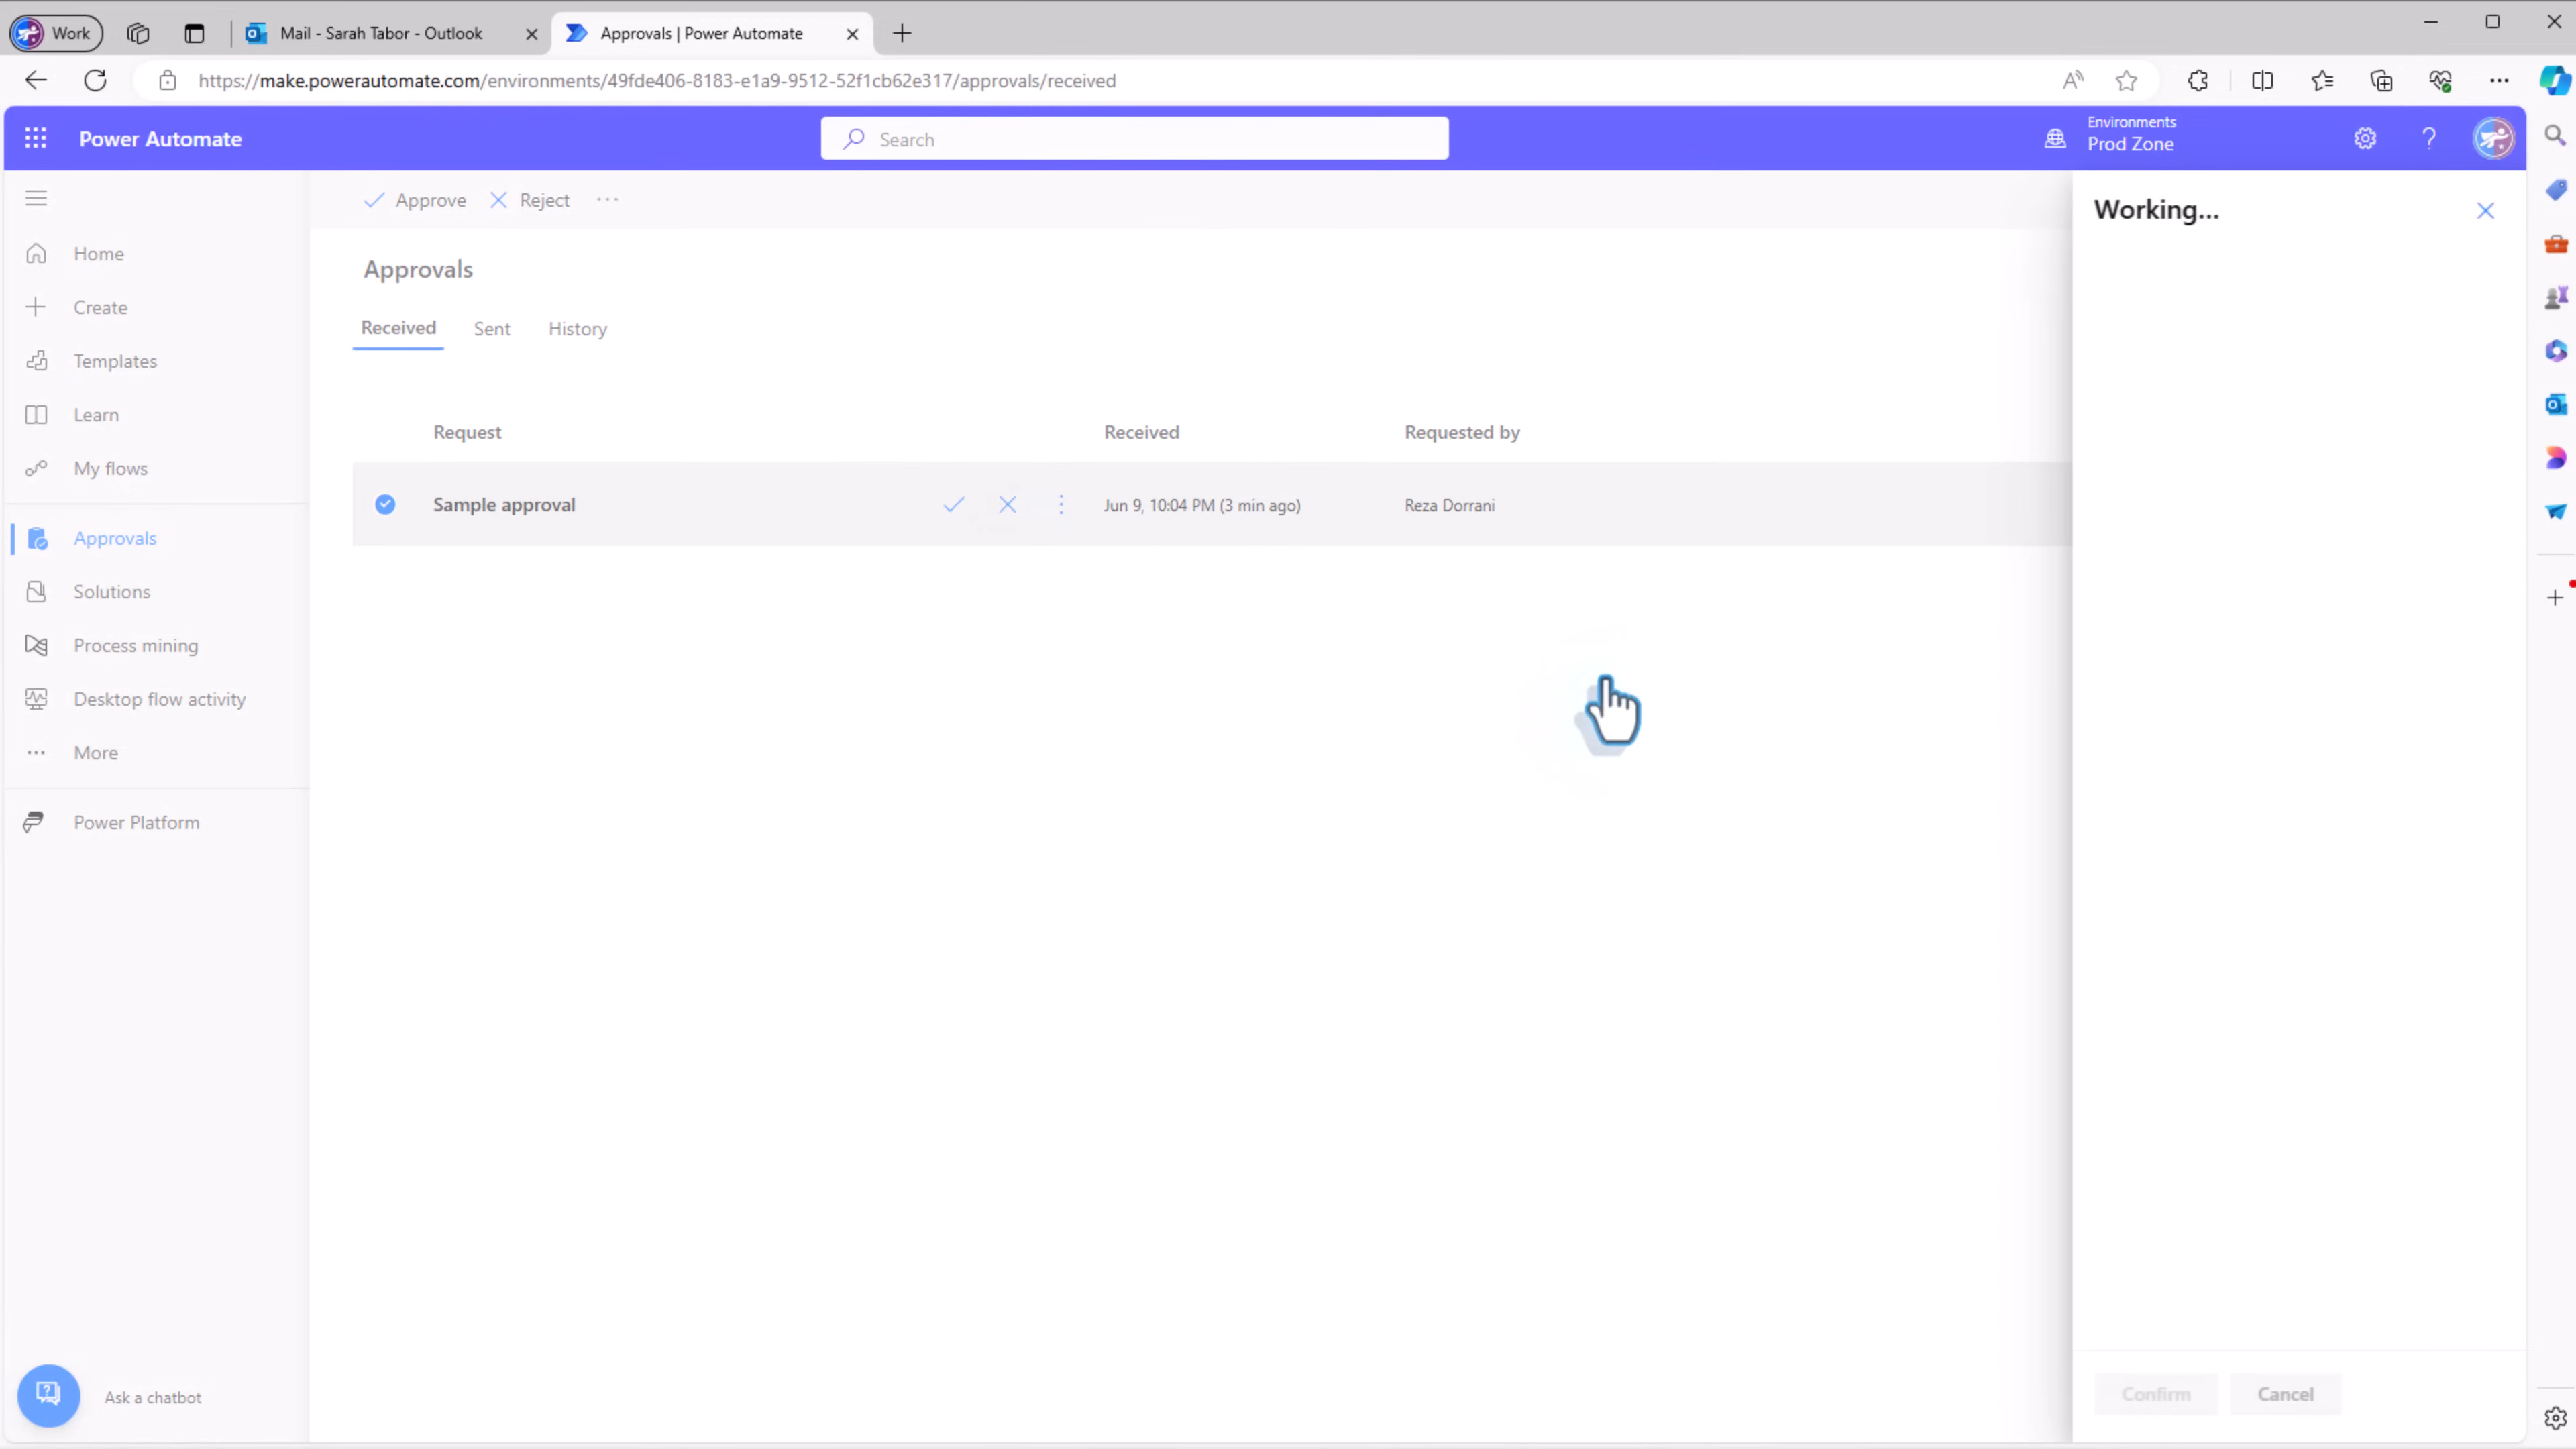 Work
Mail - Sarah Tabor - Outlook
Approvals | Power Automate
https://make.powerautomate.com/environments/49fde406-8183-e1a9-9512-52f1cb62e317/approvals/received
Power Automate
Search
Environments
Prod Zone
Approve
Reject
Working...
Home
Create
Templates
Learn
My flows
Approvals
Solutions
Process mining
Desktop flow activity
More
Power Platform
Ask a chatbot
Approvals
Received Sent History
Request Received Requested by
Sample approval Jun 9, 10:04 PM (3 min ago) Reza Dorrani
Confirm Cancel